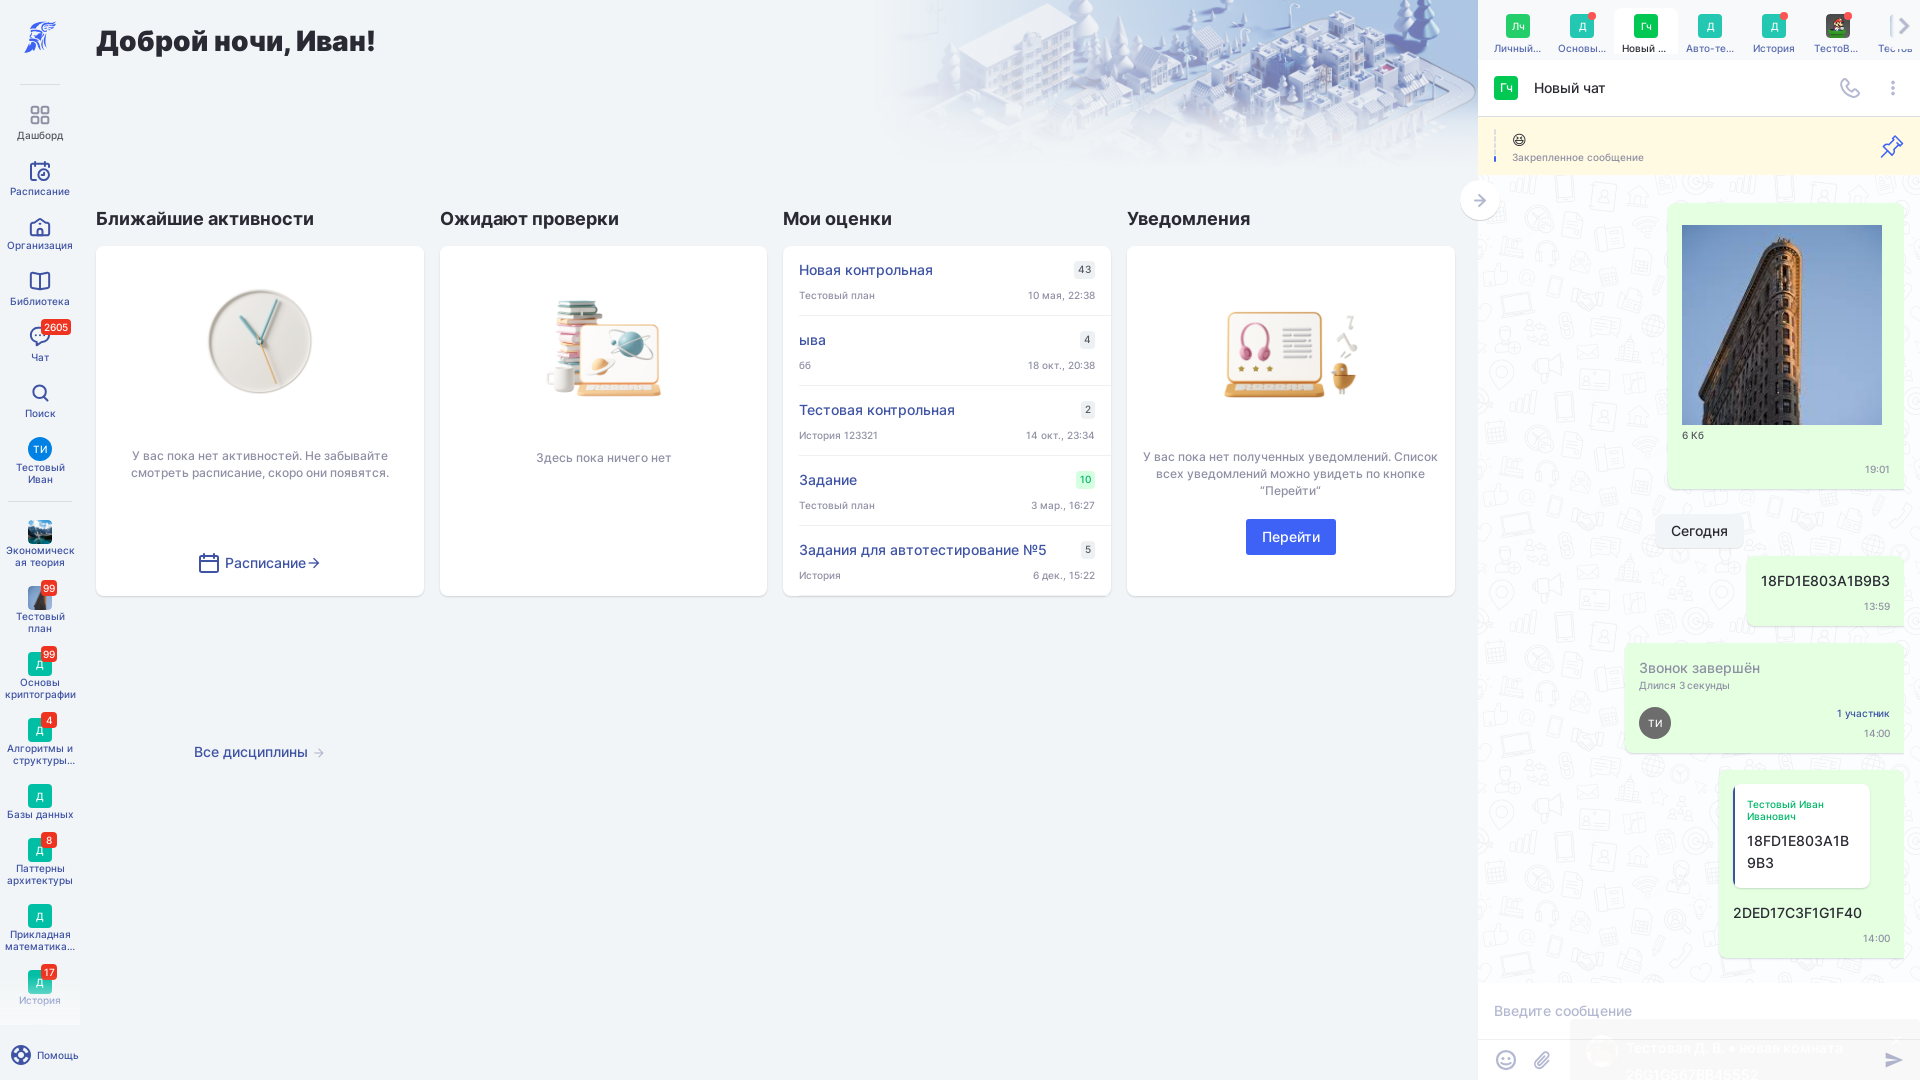 Доброй ночи, Иван!
Дашборд
Расписание
Организация
Библиотека
2605
Чат
Поиск
ТИ
Тестовый
Иван
Экономическ
ая теория
99
Тестовый
план
99
Д
Основы
криптографии
4
Д
Алгоритмы и
структуры...
Д
Базы данных
8
Д
Паттерны
архитектуры
Д
Прикладная
математика...
17
Д
История
Помощь
Ближайшие активности
У вас пока нет активностей. Не забывайте
смотреть расписание, скоро они появятся.
Расписание
Все дисциплины
Ожидают проверки
Здесь пока ничего нет
Мои оценки
Новая контрольная 43
Тестовый план 10 мая, 22:38
ыва 4
бб 18 окт., 20:38
Тестовая контрольная 2
История 123321 14 окт., 23:34
Задание 10
Тестовый план 3 мар., 16:27
Задания для автотестирование №5 5
История 6 дек., 15:22
Уведомления
У вас пока нет полученных уведомлений. Список
всех уведомлений можно увидеть по кнопке
“Перейти”
Перейти
Лч Д Гч Д Д
Личный... Основы... Новый ... Авто-те... История ТестоВ... Тестов
Гч Новый чат
😆
Закрепленное сообщение
6 Кб
19:01
Сегодня
18FD1E803A1B9B3
13:59
Звонок завершён
Длился 3 секунды
ТИ
1 участник
14:00
Тестовый Иван
Иванович
18FD1E803A1B
9B3
2DED17C3F1G1F40
14:00
Введите сообщение